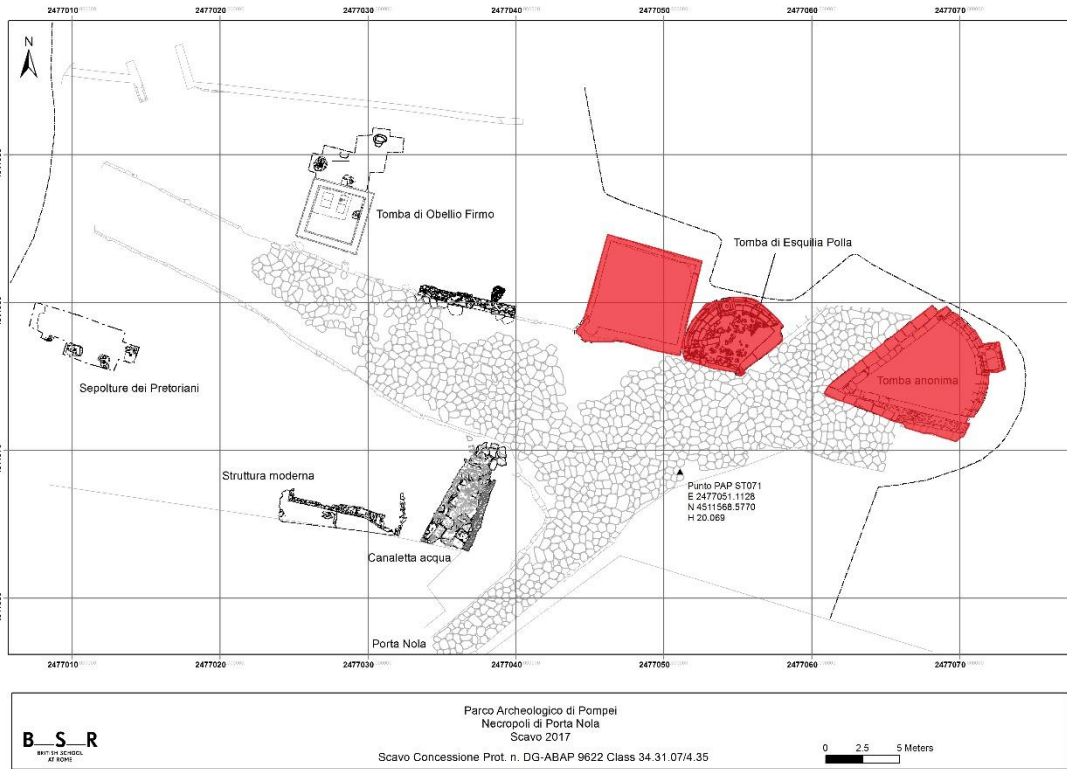 2477010 2477020 2477030 2477040 2477050 2477060 2477070
N
Tomba di Obellio Firmo
Tomba di Esquilia Polla
Tomba anonima
Sepolture dei Pretoriani
Struttura moderna
Punto PAP ST071
E 2477051.1128
N 4511568.5770
H 20.069
Canaletta acqua
Porta Nola
2477010 2477020 2477030 2477040 2477050 2477060 2477070
Parco Archeologico di Pompei
Necropoli di Porta Nola
Scavo 2017
Scavo Concessione Prot. n. DG-ABAP 9622 Class 34.31.07/4.35
B S R
BRITISH SCHOOL
AT ROME
0 2.5 5 Meters